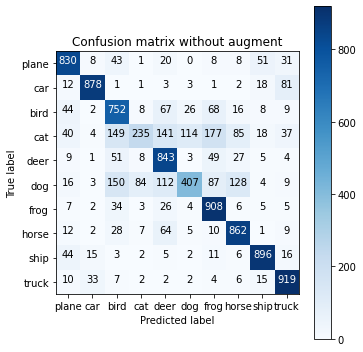 Confusion matrix without augment
plane 830 8 43 1 20 0 8 8 51 31
car 12 878 1 1 3 3 1 2 18 81
bird 44 2 752 8 67 26 68 16 8 9
cat 40 4 149 235 141 114 177 85 18 37
deer 9 1 51 8 843 3 49 27 5 4
dog 16 3 150 84 112 407 87 128 4 9
frog 7 2 34 3 26 4 908 6 5 5
horse 12 2 28 7 64 5 10 862 1 9
ship 44 15 3 2 5 2 11 6 896 16
truck 10 33 7 2 2 2 4 6 15 919
plane car bird cat deer dog frog horse ship truck
Predicted label
True label
800
600
400
200
0